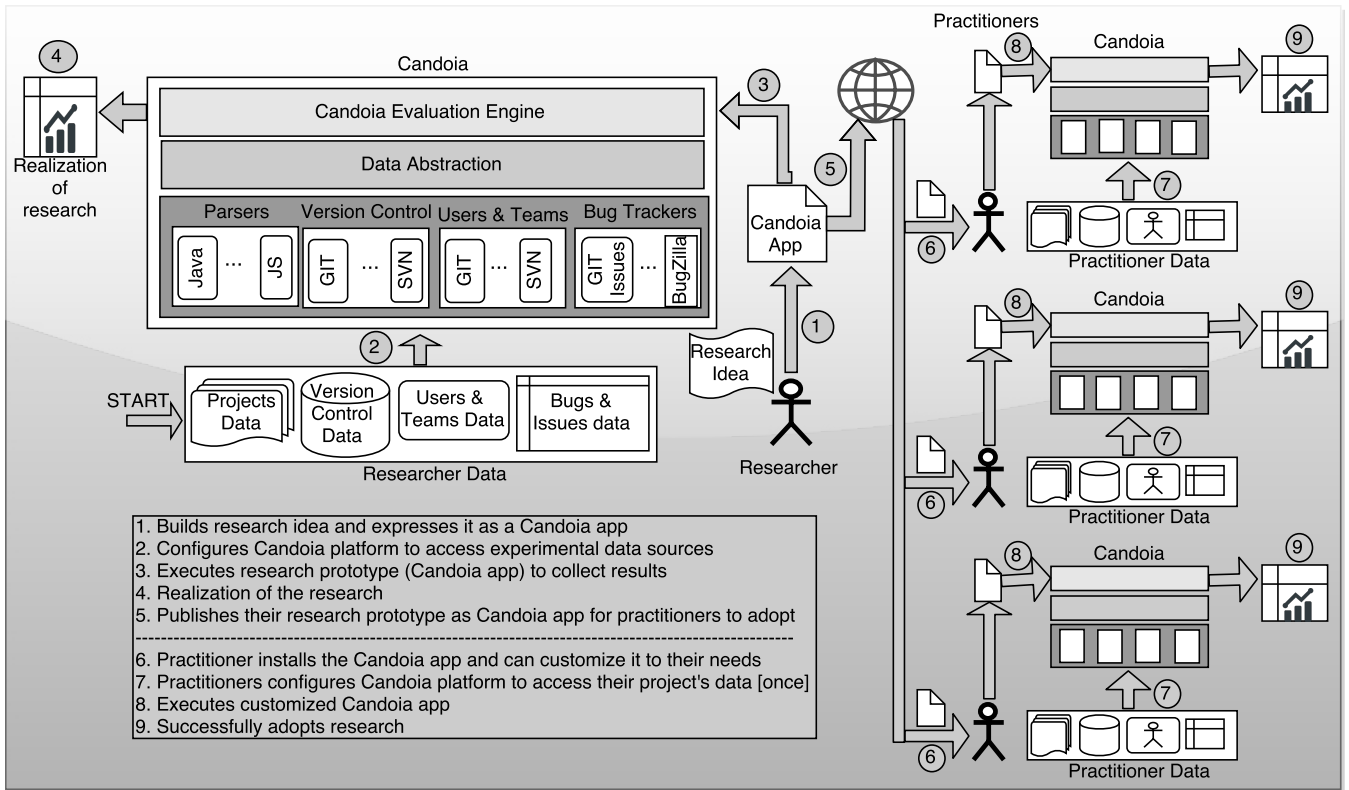 Practitioners
4
Candoia
Candoia Evaluation Engine
Data Abstraction
Parsers
Version Control
Users & Teams
Bug Trackers
Java
...
JS
GIT
...
SVN
GIT
...
SVN
GIT
Issues
...
BugZilla
Realization
of
research
3
5
Candoia
App
1
2
Research
Idea
Researcher
START
Projects
Data
Version
Control
Data
Users &
Teams Data
Bugs &
Issues data
Researcher Data
1. Builds research idea and expresses it as a Candoia app
2. Configures Candoia platform to access experimental data sources
3. Executes research prototype (Candoia app) to collect results
4. Realization of the research
5. Publishes their research prototype as Candoia app for practitioners to adopt
------------------------------------------------------------------------------------------
6. Practitioner installs the Candoia app and can customize it to their needs
7. Practitioners configures Candoia platform to access their project's data [once]
8. Executes customized Candoia app
9. Successfully adopts research
8
Candoia
9
7
6
Practitioner Data
8
Candoia
9
7
6
Practitioner Data
8
Candoia
9
7
6
Practitioner Data